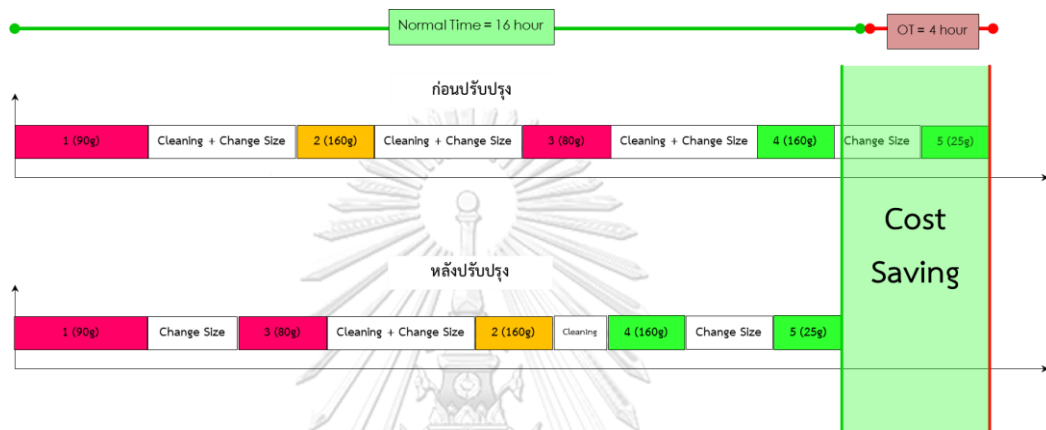 Normal Time = 16 hour
OT = 4 hour
ก่อนปรับปรุง
1 (90g) Cleaning + Change Size 2 (160g) Cleaning + Change Size 3 (80g) Cleaning + Change Size 4 (160g) Change Size 5 (25g)
Cost
Saving
หลังปรับปรุง
1 (90g) Change Size 3 (80g) Cleaning + Change Size 2 (160g) Cleaning 4 (160g) Change Size 5 (25g)